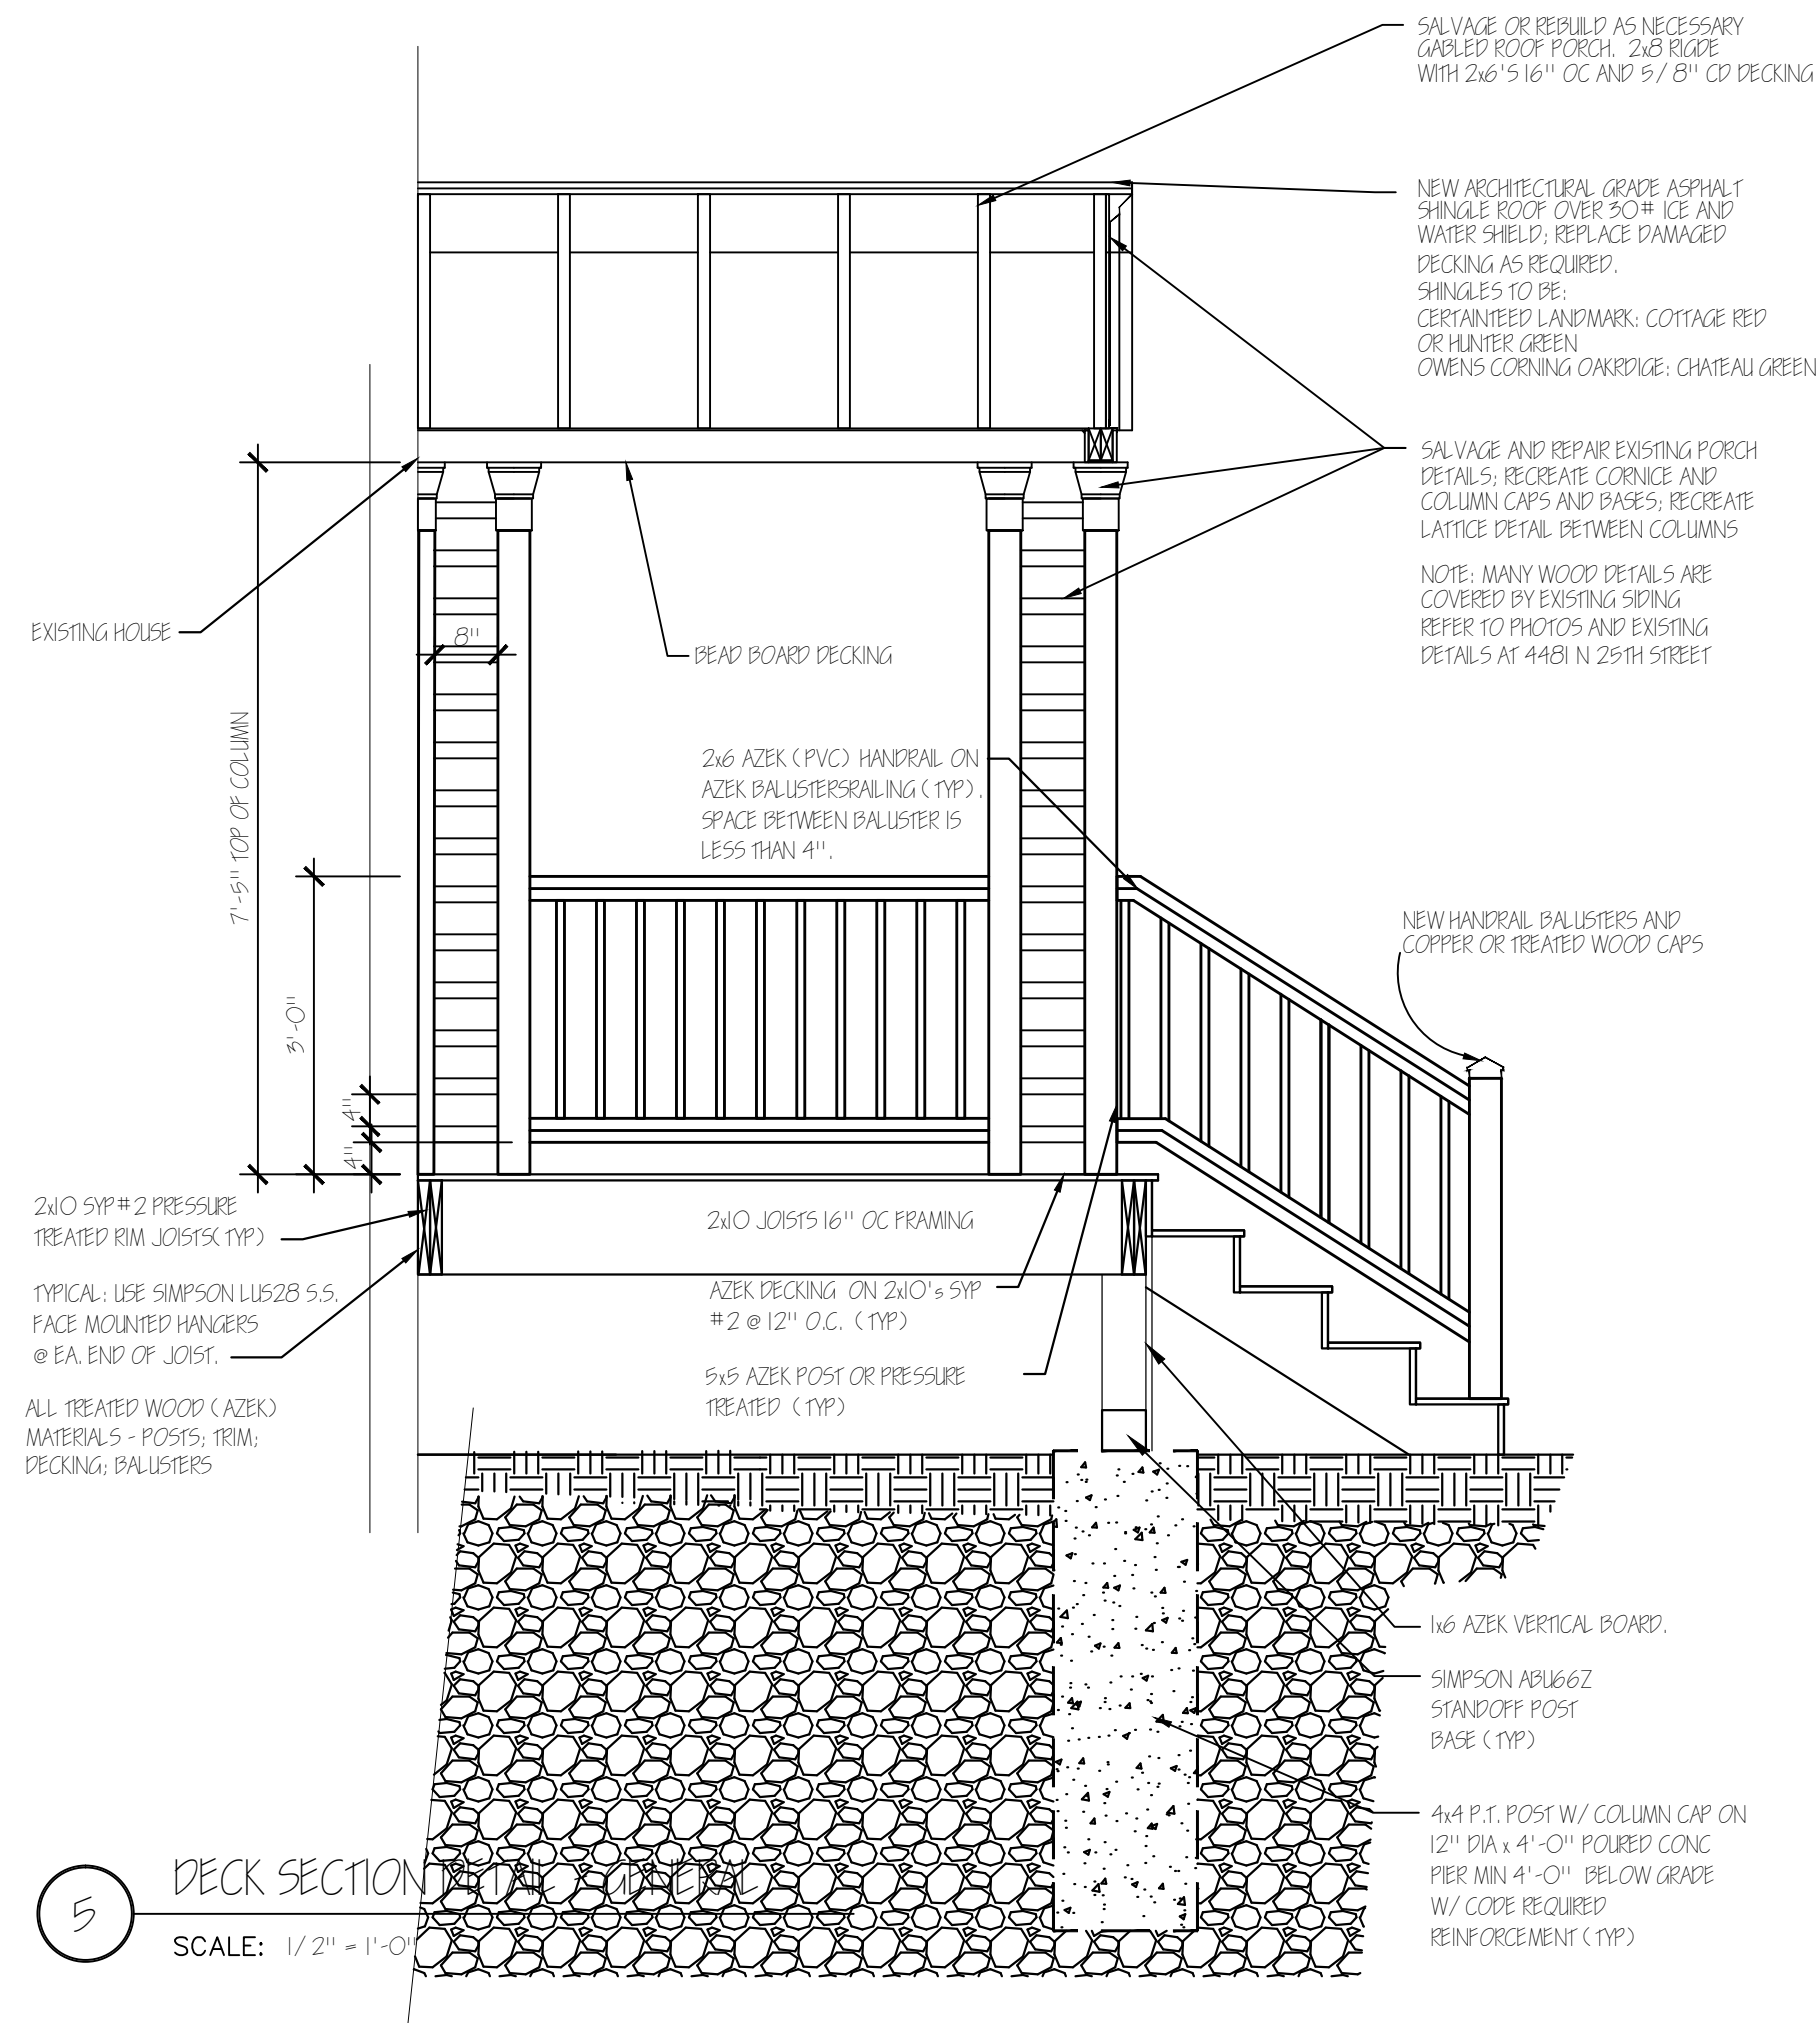 SALVAGE OR REBUILD AS NECESSARY
GABLED ROOF PORCH. 2x8 RIGDE
WITH 2x6'S 16" OC AND 5/8" CD DECKING
NEW ARCHITECTURAL GRADE ASPHALT
SHINGLE ROOF OVER 30# ICE AND
WATER SHIELD; REPLACE DAMAGED
DECKING AS REQUIRED.
SHINGLES TO BE:
CERTAINTEED LANDMARK: COTTAGE RED
OR HUNTER GREEN
OWENS CORNING OAKRDIGE: CHATEAU GREEN
SALVAGE AND REPAIR EXISTING PORCH
DETAILS; RECREATE CORNICE AND
COLUMN CAPS AND BASES; RECREATE
LATTICE DETAIL BETWEEN COLUMNS
NOTE: MANY WOOD DETAILS ARE
COVERED BY EXISTING SIDING
REFER TO PHOTOS AND EXISTING
DETAILS AT 4481 N 25TH STREET
EXISTING HOUSE
8"
BEAD BOARD DECKING
7'-5" TOP OF COLUMN
2x6 AZEK (PVC) HANDRAIL ON
AZEK BALUSTERSRAILING (TYP).
SPACE BETWEEN BALUSTER IS
LESS THAN 4".
NEW HANDRAIL BALUSTERS AND
COPPER OR TREATED WOOD CAPS
3'-0"
4"
4"
2x10 SYP#2 PRESSURE
TREATED RIM JOISTS(TYP)
2x10 JOISTS 16" OC FRAMING
TYPICAL: USE SIMPSON LUS28 S.S.
FACE MOUNTED HANGERS
@ EA. END OF JOIST.
AZEK DECKING ON 2x10's SYP
#2 @ 12" O.C. (TYP)
5x5 AZEK POST OR PRESSURE
TREATED (TYP)
ALL TREATED WOOD (AZEK)
MATERIALS - POSTS; TRIM;
DECKING; BALUSTERS
1x6 AZEK VERTICAL BOARD.
SIMPSON ABU66Z
STANDOFF POST
BASE (TYP)
4x4 P.T. POST W/ COLUMN CAP ON
12" DIA x 4'-0" POURED CONC
PIER MIN 4'-0" BELOW GRADE
W/ CODE REQUIRED
REINFORCEMENT (TYP)
5
DECK SECTION DETAIL - GENERAL
SCALE: 1/2" = 1'-0"